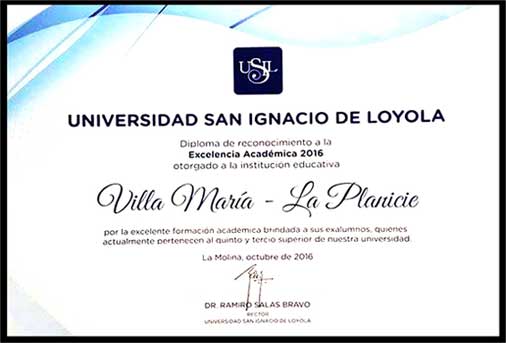 USIL
UNIVERSIDAD SAN IGNACIO DE LOYOLA
Diploma de reconocimiento a la
Excelencia Académica 2016
otorgado a la institución educativa
Villa María - La Planicie
por la excelente formación académica brindada a sus exalumnos, quienes
actualmente pertenecen al quinto y tercio superior de nuestra universidad.
La Molina, octubre de 2016
DR. RAMIRO SALAS BRAVO
RECTOR
UNIVERSIDAD SAN IGNACIO DE LOYOLA